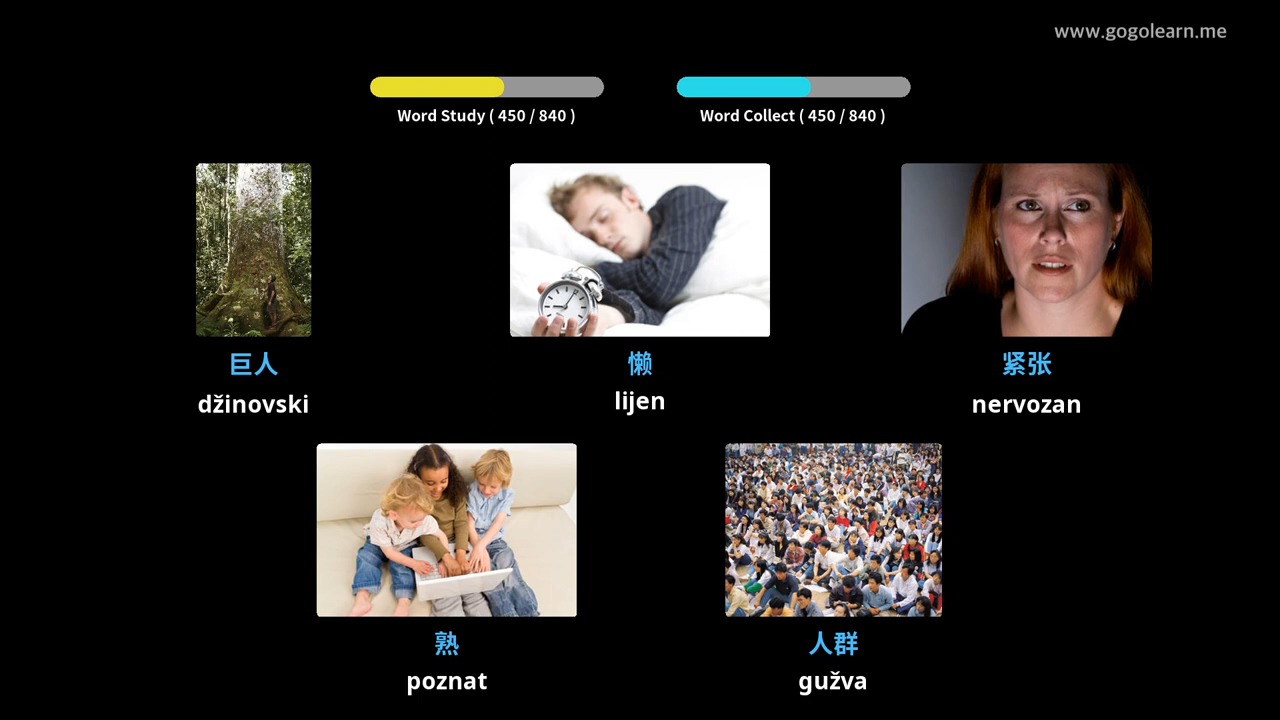 www.gogolearn.me
Word Study ( 450 / 840 )
Word Collect ( 450 / 840 )
巨人
懒
紧张
džinovski
lijen
nervozan
熟
人群
poznat
gužva